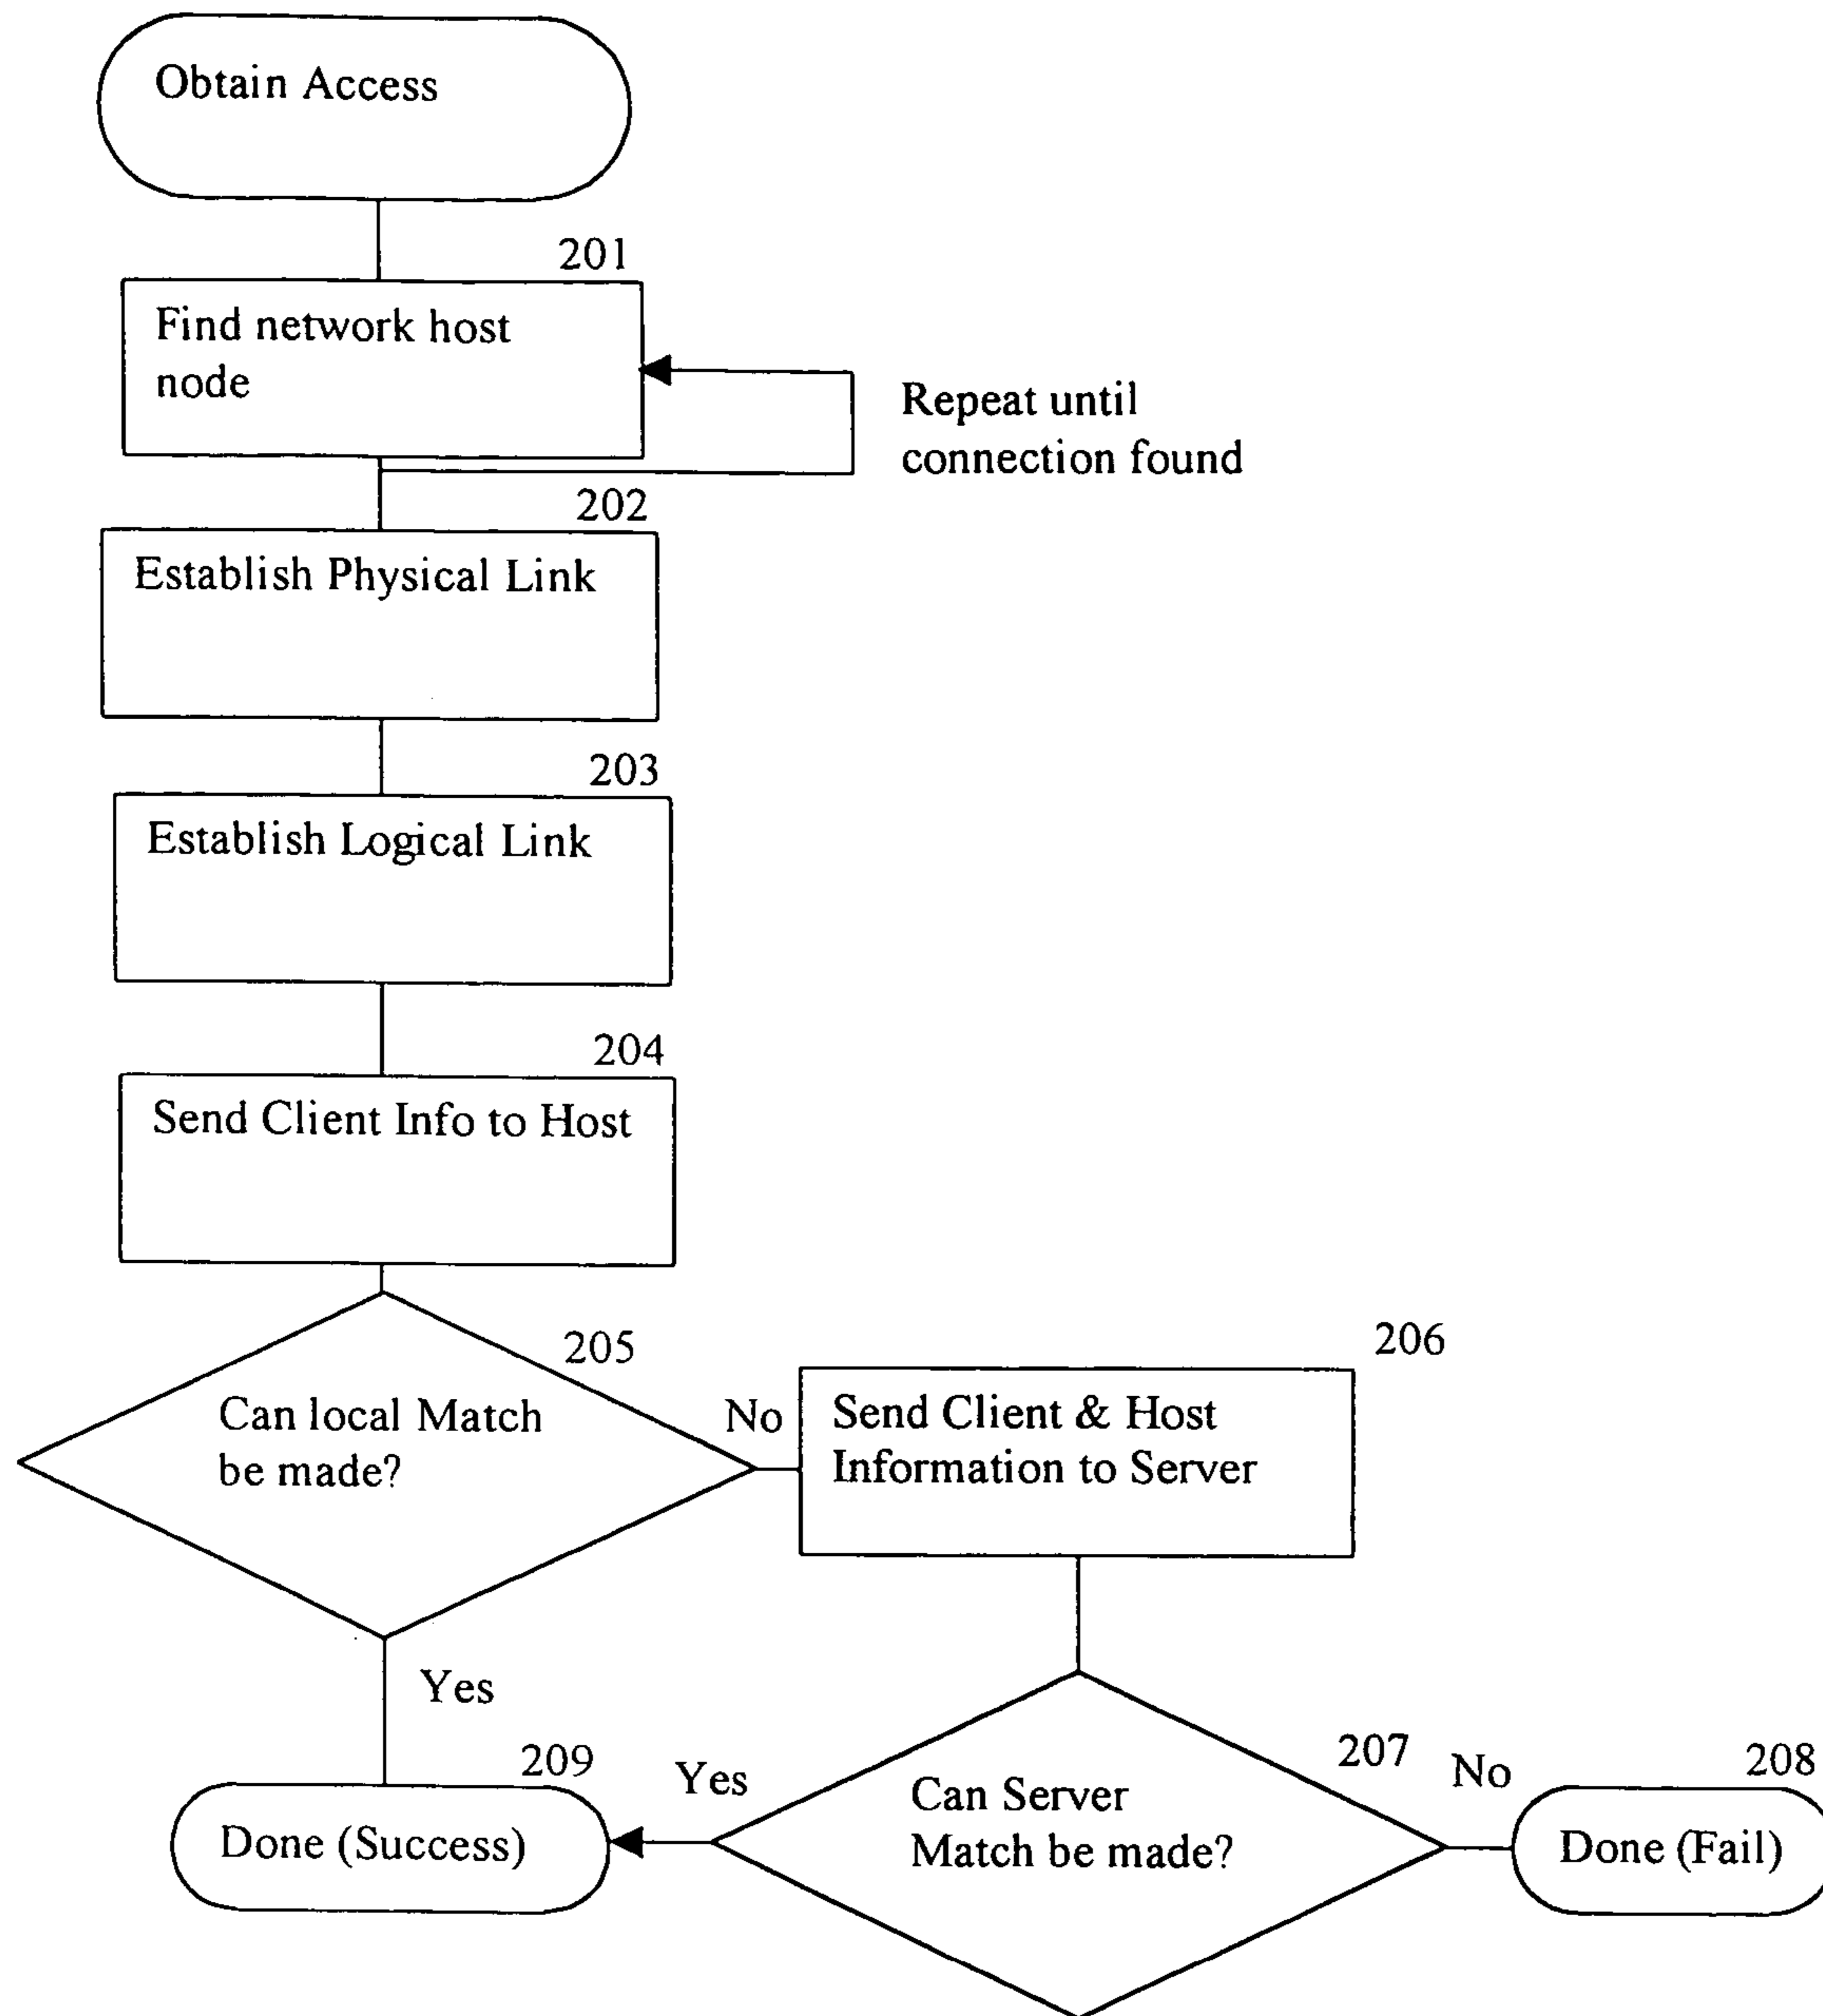 Obtain Access
201
Find network host
node
Repeat until
connection found
202
Establish Physical Link
203
Establish Logical Link
204
Send Client Info to Host
205
Can local Match
be made?
No
206
Send Client & Host
Information to Server
Yes
209
Done (Success)
Yes
207
Can Server
Match be made?
No
208
Done (Fail)